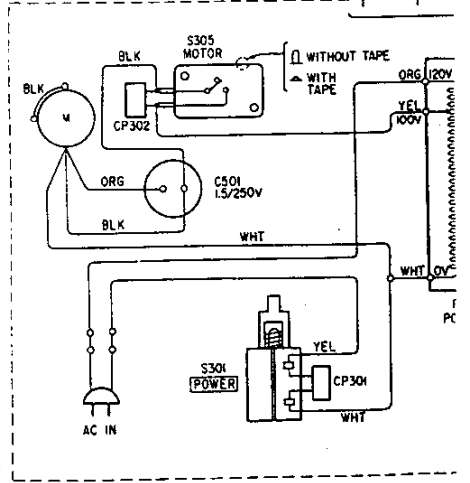 S305
MOTOR
WITHOUT TAPE
WITH
TAPE
BLK
ORG
120V
BLK
YEL
100V
M
CP302
ORG
C501
1.5/250V
BLK
WHT
WHT
0V
YEL
S301
POWER
CP301
WHT
AC IN